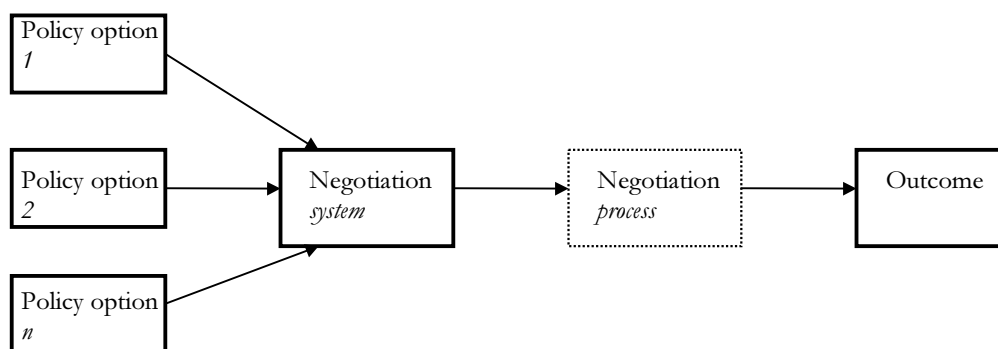 Policy option
1
Policy option
2
Policy option
n
Negotiation
system
Negotiation
process
Outcome